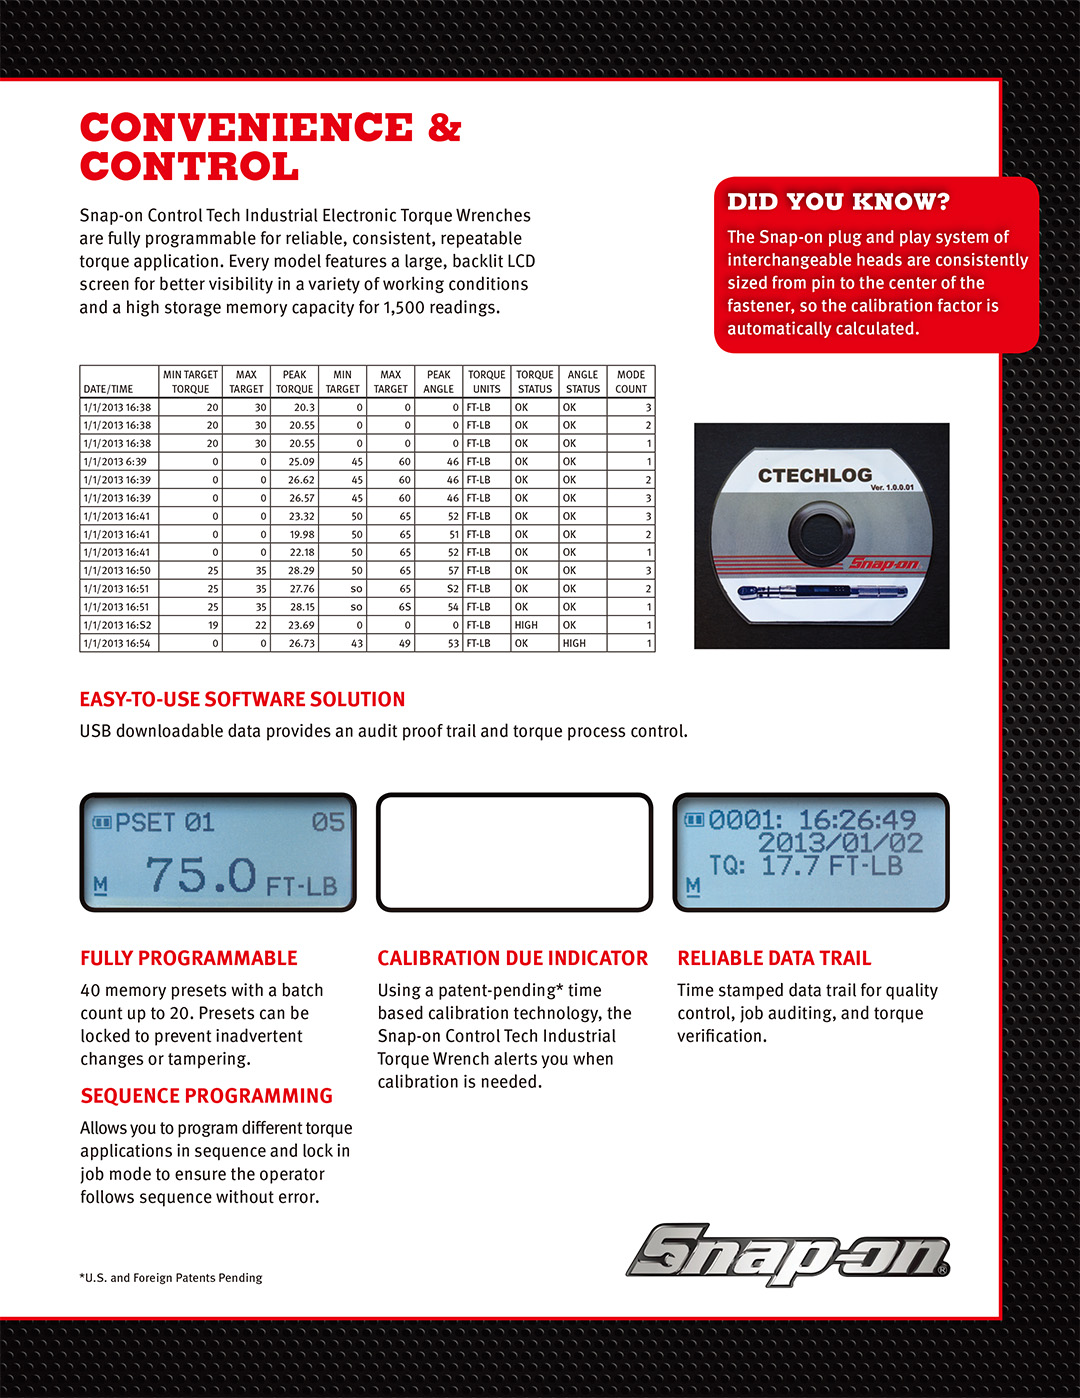 CONVENIENCE &
CONTROL
Snap-on Control Tech Industrial Electronic Torque Wrenches
are fully programmable for reliable, consistent, repeatable
torque application. Every model features a large, backlit LCD
screen for better visibility in a variety of working conditions
and a high storage memory capacity for 1,500 readings.
DID YOU KNOW?
The Snap-on plug and play system of
interchangeable heads are consistently
sized from pin to the center of the
fastener, so the calibration factor is
automatically calculated.
DATE/TIME MIN TARGET TORQUE MAX TARGET PEAK TORQUE MIN TARGET MAX TARGET PEAK ANGLE TORQUE UNITS TORQUE STATUS ANGLE STATUS MODE COUNT
1/1/2013 16:38 20 30 20.3 0 0 0 FT-LB OK OK 3
1/1/2013 16:38 20 30 20.55 0 0 0 FT-LB OK OK 2
1/1/2013 16:38 20 30 20.55 0 0 0 FT-LB OK OK 1
1/1/2013 6:39 0 0 25.09 45 60 46 FT-LB OK OK 1
1/1/2013 16:39 0 0 26.62 45 60 46 FT-LB OK OK 2
1/1/2013 16:39 0 0 26.57 45 60 46 FT-LB OK OK 3
1/1/2013 16:41 0 0 23.32 50 65 52 FT-LB OK OK 3
1/1/2013 16:41 0 0 19.98 50 65 51 FT-LB OK OK 2
1/1/2013 16:41 0 0 22.18 50 65 52 FT-LB OK OK 1
1/1/2013 16:50 25 35 28.29 50 65 57 FT-LB OK OK 3
1/1/2013 16:51 25 35 27.76 so 65 S2 FT-LB OK OK 2
1/1/2013 16:51 25 35 28.15 so 6S 54 FT-LB OK OK 1
1/1/2013 16:S2 19 22 23.69 0 0 0 FT-LB HIGH OK 1
1/1/2013 16:54 0 0 26.73 43 49 53 FT-LB OK HIGH 1
CTECHLOG
Ver. 1.0.0.01
Snap-on
EASY-TO-USE SOFTWARE SOLUTION
USB downloadable data provides an audit proof trail and torque process control.
PSET 01 05
M 75.0 FT-LB
0001: 16:26:49
2013/01/02
TQ: 17.7 FT-LB
M
FULLY PROGRAMMABLE
40 memory presets with a batch
count up to 20. Presets can be
locked to prevent inadvertent
changes or tampering.
SEQUENCE PROGRAMMING
Allows you to program different torque
applications in sequence and lock in
job mode to ensure the operator
follows sequence without error.
CALIBRATION DUE INDICATOR
Using a patent-pending* time
based calibration technology, the
Snap-on Control Tech Industrial
Torque Wrench alerts you when
calibration is needed.
RELIABLE DATA TRAIL
Time stamped data trail for quality
control, job auditing, and torque
verification.
*U.S. and Foreign Patents Pending
Snap-on®